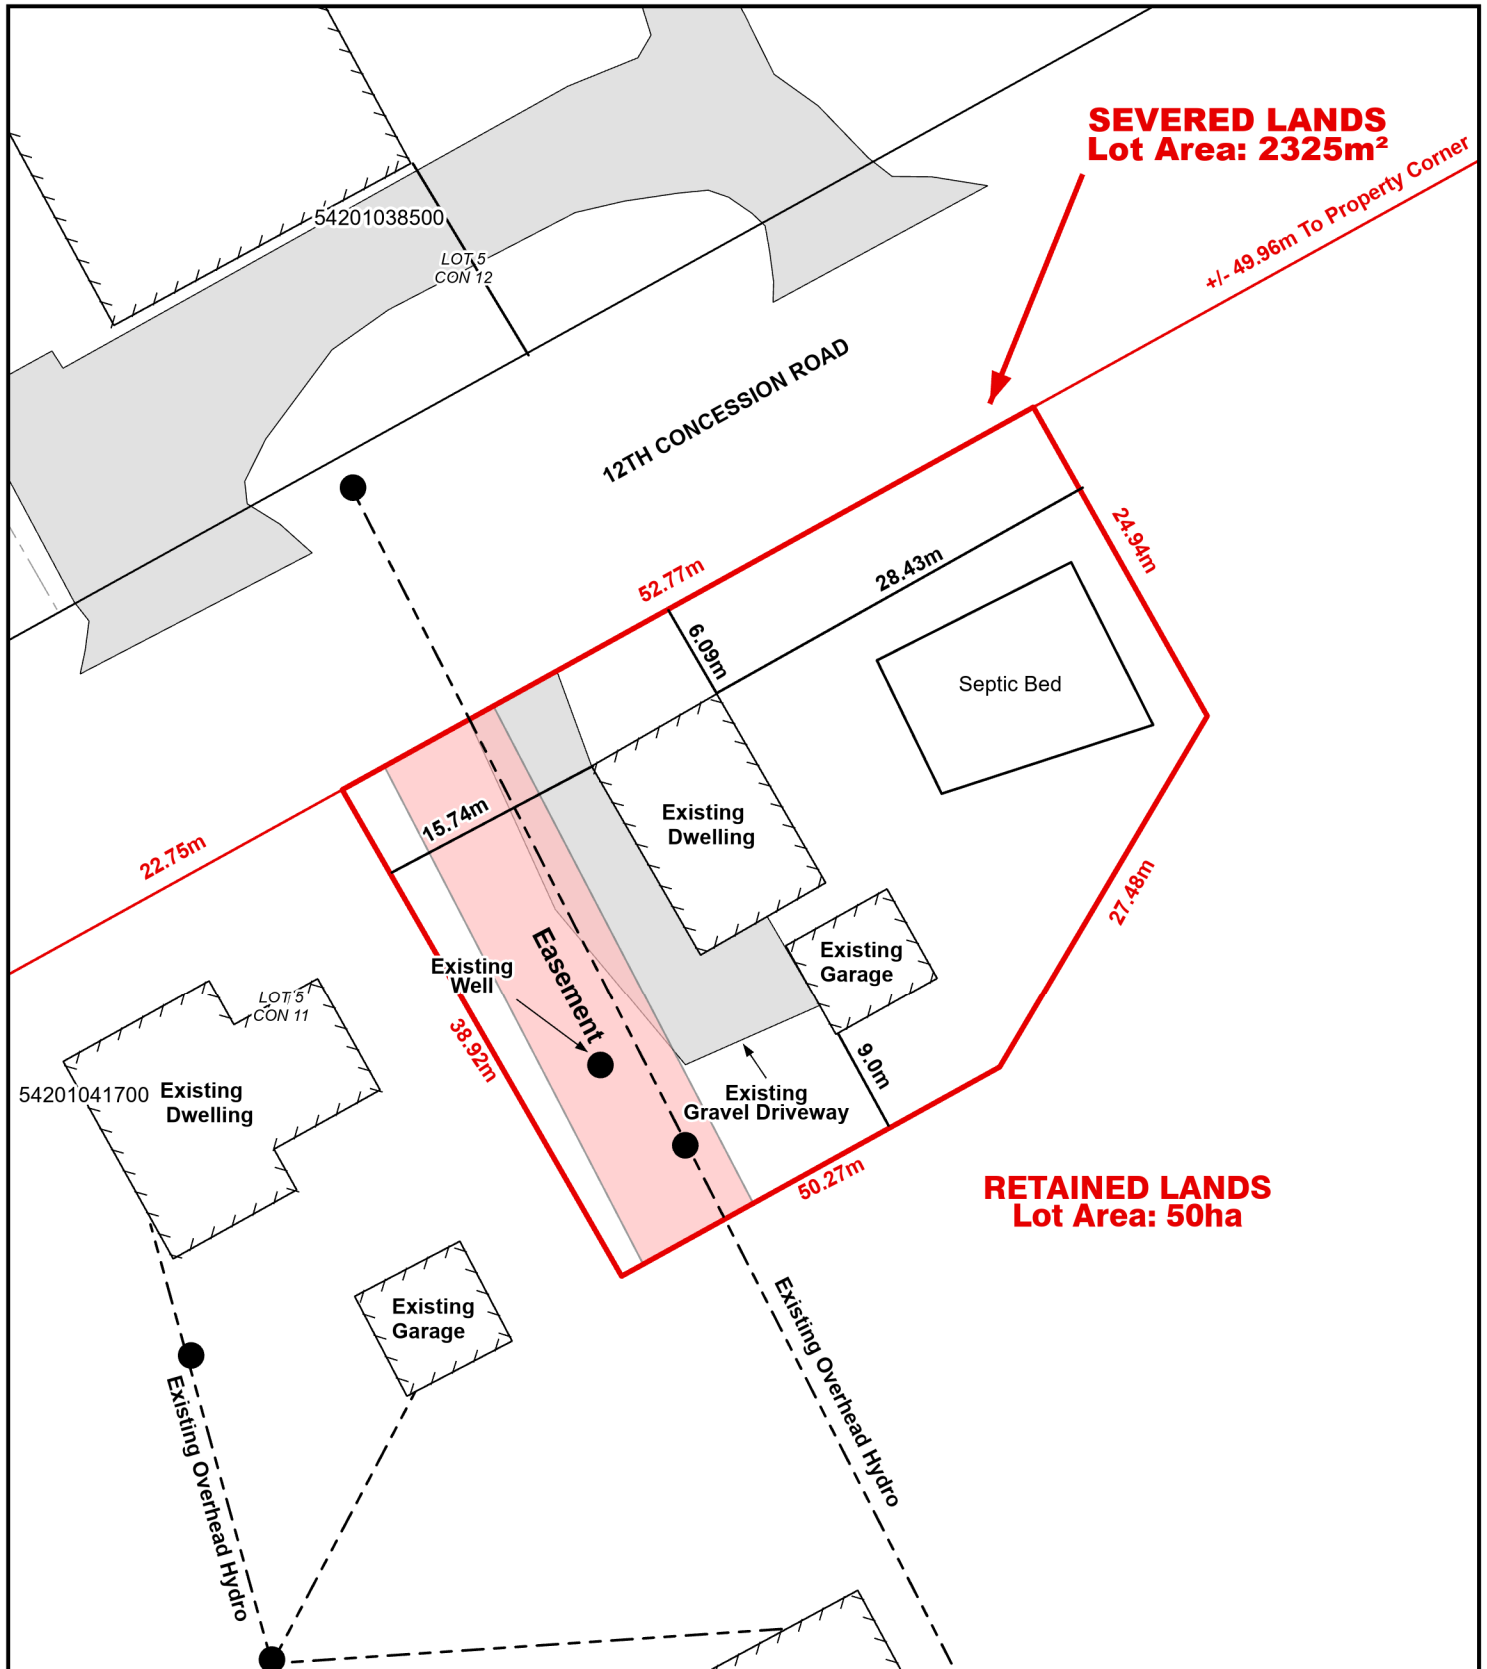 SEVERED LANDS
Lot Area: 2325m²
+/- 49.96m To Property Corner
54201038500
LOT 5
CON 12
12TH CONCESSION ROAD
52.77m
28.43m
24.94m
6.09m
Septic Bed
15.74m
22.75m
Existing
Dwelling
27.48m
Easement
Existing
Well
Existing
Garage
38.92m
9.0m
Existing
Gravel Driveway
50.27m
LOT 5
CON 11
54201041700
Existing
Dwelling
RETAINED LANDS
Lot Area: 50ha
Existing
Garage
Existing Overhead Hydro
Existing Overhead Hydro